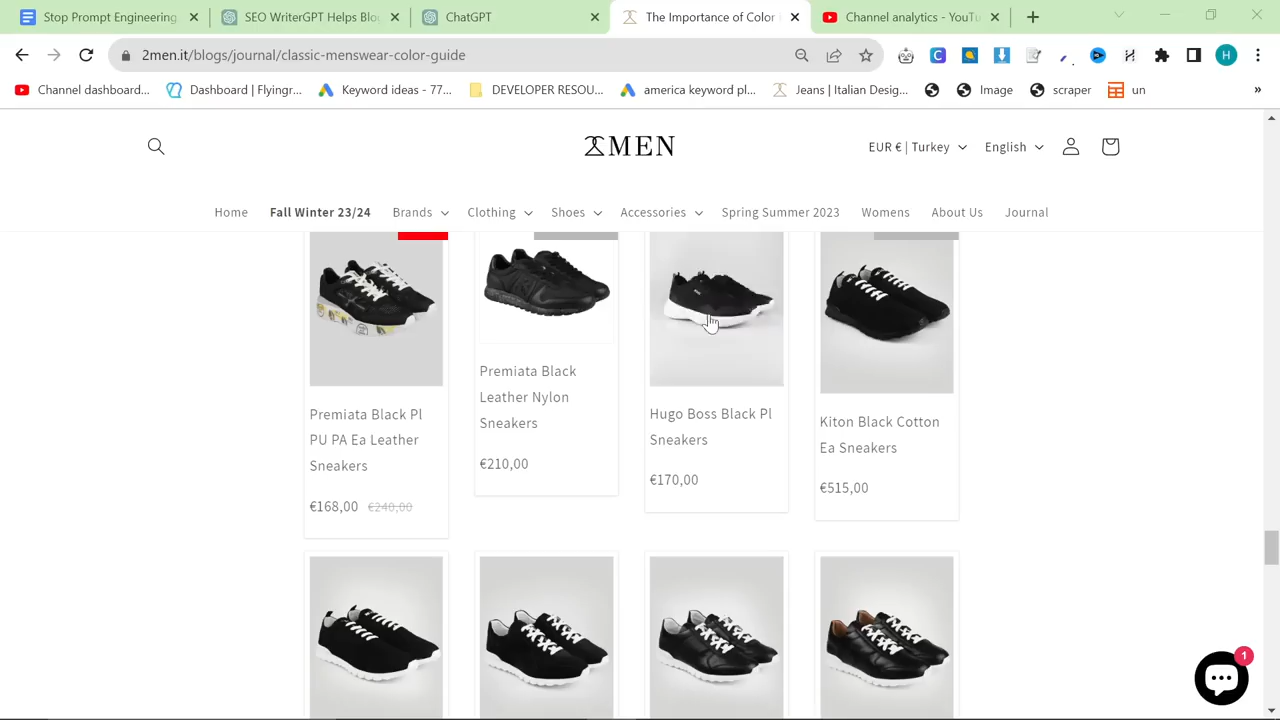 Stop Prompt Engineering
SEO WriterGPT Helps Blog
ChatGPT
The Importance of Color
Channel analytics - YouTu
2men.it/blogs/journal/classic-menswear-color-guide
C
H
Channel dashboard...
Dashboard | Flyingr...
Keyword ideas - 77...
DEVELOPER RESOU...
america keyword pl...
Jeans | Italian Desig...
Image
scraper
un
»
MEN
EUR € | Turkey
English
Home
Fall Winter 23/24
Brands
Clothing
Shoes
Accessories
Spring Summer 2023
Womens
About Us
Journal
Premiata Black Pl
PU PA Ea Leather
Sneakers
€168,00 €240,00
Premiata Black
Leather Nylon
Sneakers
€210,00
Hugo Boss Black Pl
Sneakers
€170,00
Kiton Black Cotton
Ea Sneakers
€515,00
1